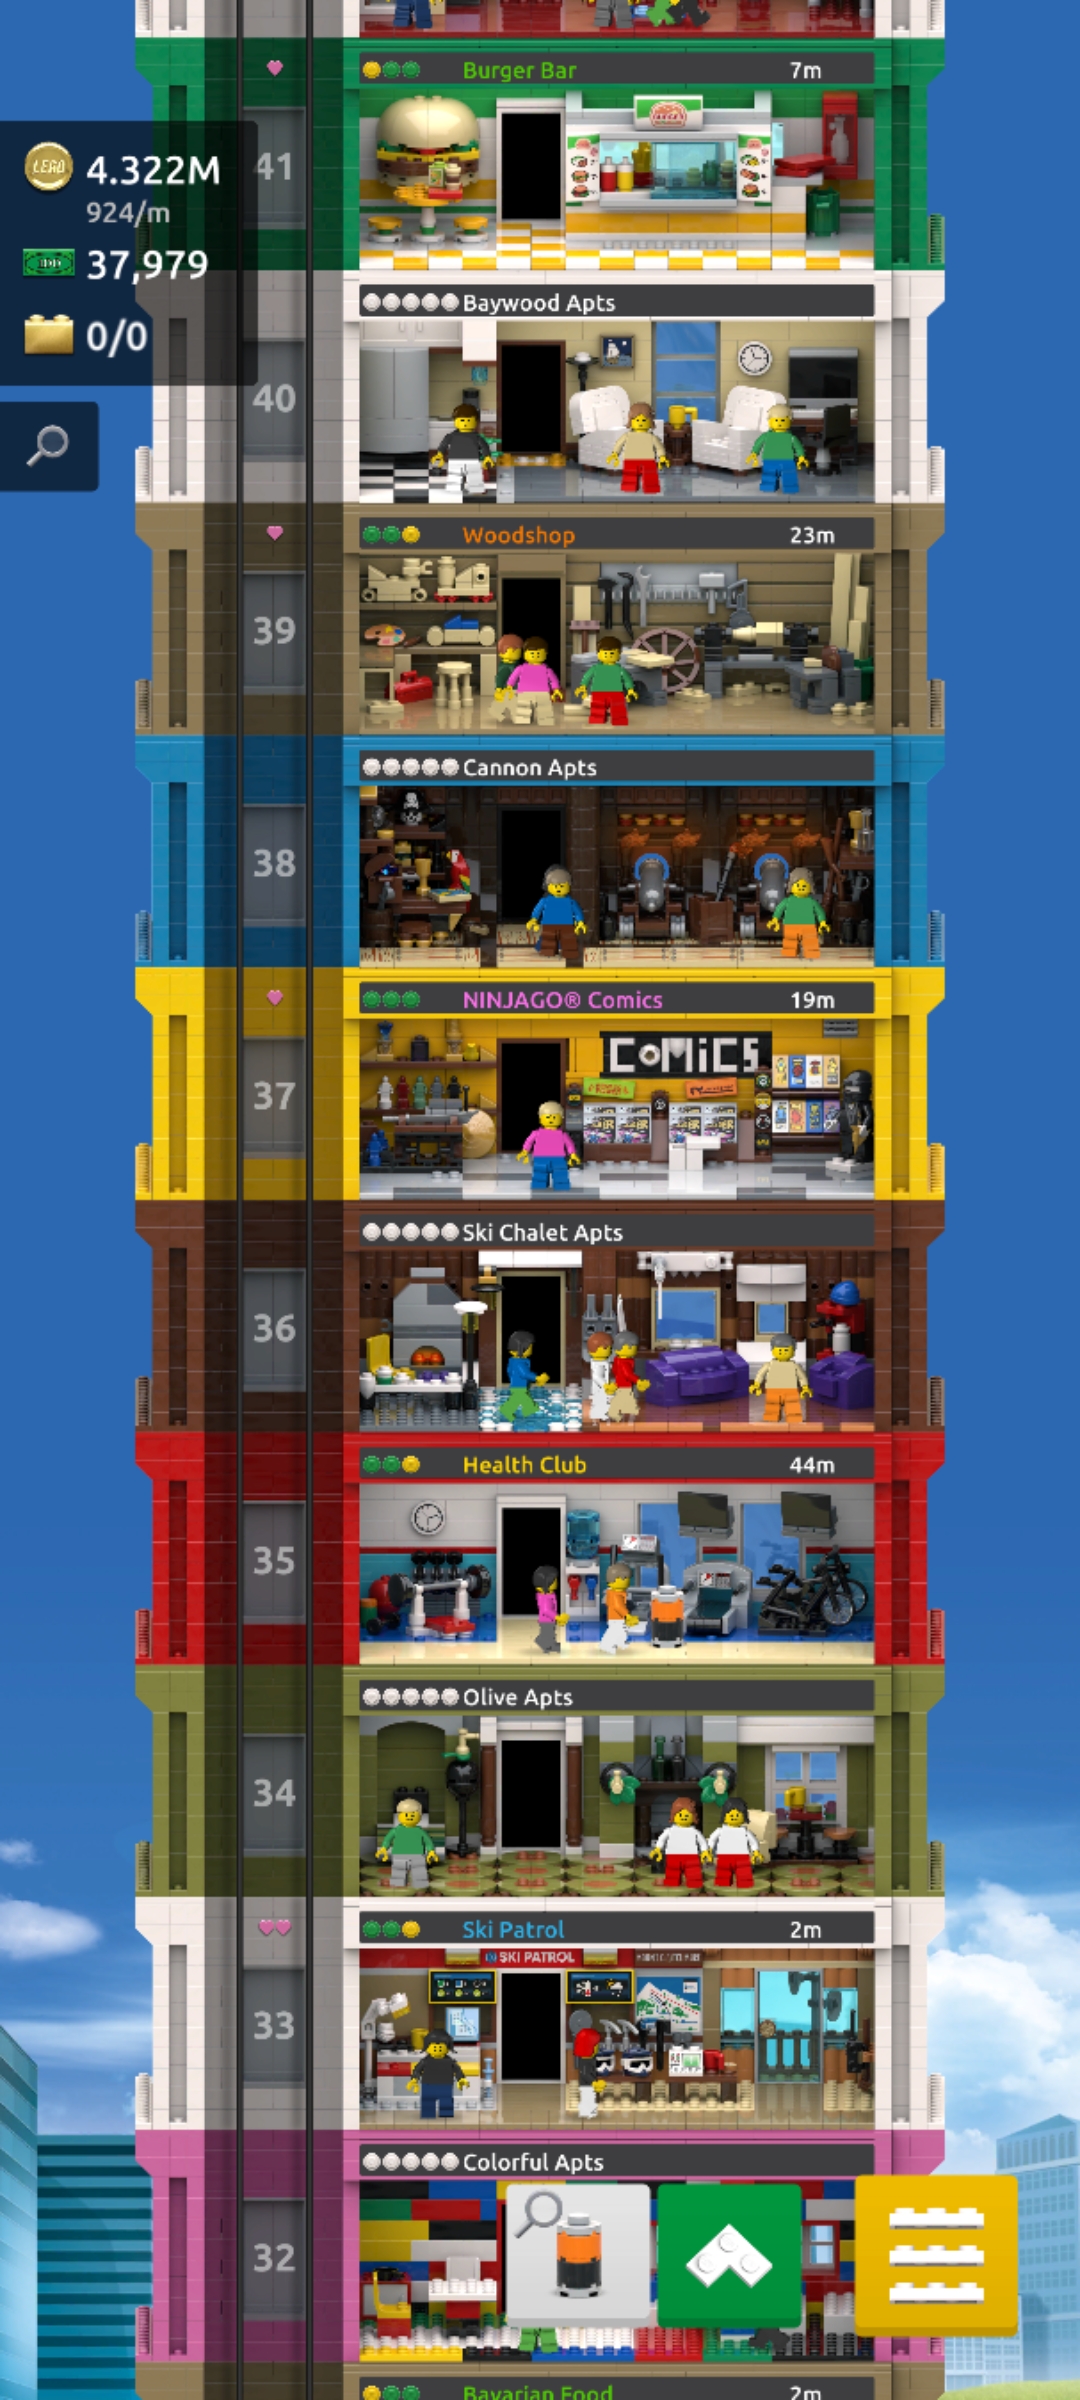 Burger Bar 7m
LEGO 4.322M
924/m
37,979
0/0
41
Baywood Apts
40
Woodshop 23m
39
Cannon Apts
38
NINJAGO® Comics 19m
COMiCS
37
Ski Chalet Apts
36
Health Club 44m
35
Olive Apts
34
Ski Patrol 2m
SKI PATROL
33
Colorful Apts
32
Bavarian Food 2m